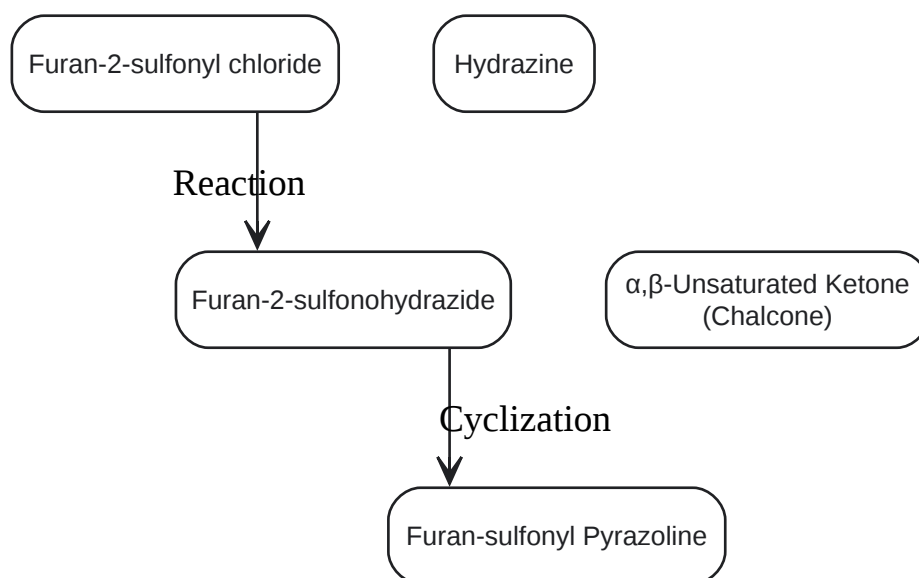 Furan-2-sulfonyl chloride
Hydrazine
Reaction
Furan-2-sulfonohydrazide
α,β-Unsaturated Ketone
(Chalcone)
Cyclization
Furan-sulfonyl Pyrazoline